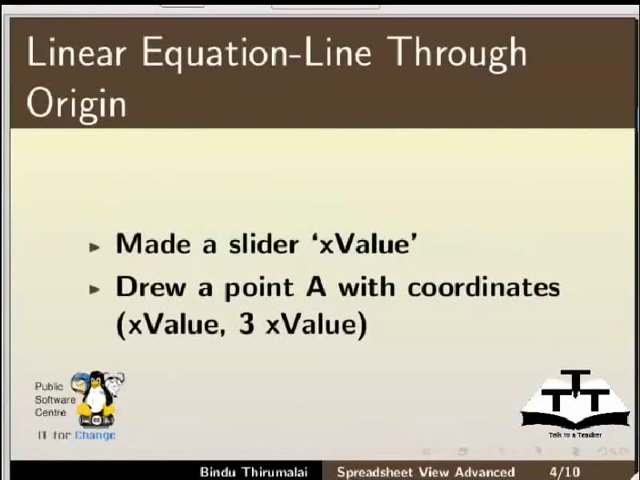 Linear Equation-Line Through
Origin
Made a slider ‘xValue’
Drew a point A with coordinates
(xValue, 3 xValue)
Public
Software
Centre
IT for Change
TTT
Talk to a Teacher
Bindu Thirumalai
Spreadsheet View Advanced
4/10